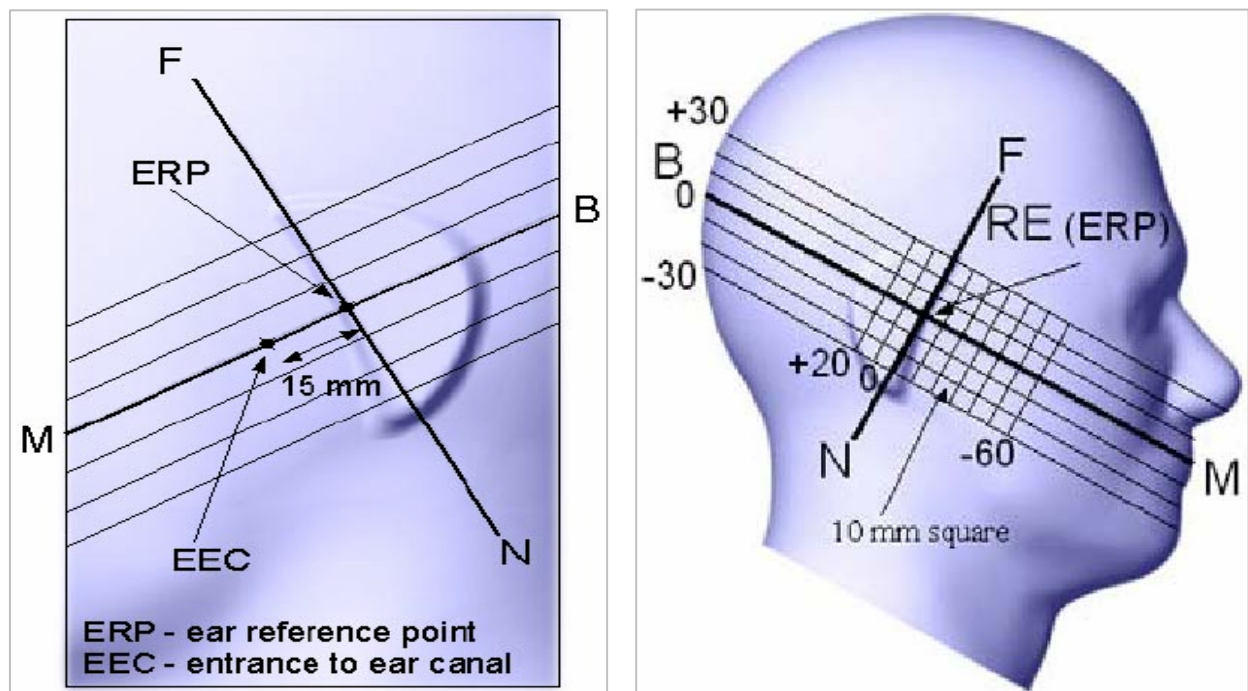 F
ERP
B
15 mm
M
EEC
N
ERP - ear reference point
EEC - entrance to ear canal
+30
B
F
0
RE (ERP)
-30
+20
0
N
-60
M
10 mm square